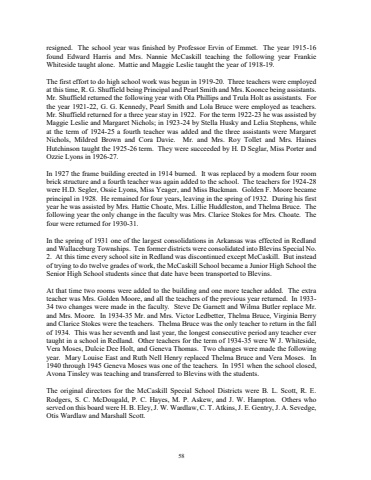 resigned. The school year was finished by Professor Ervin of Emmet. The year 1915-16
found Edward Harris and Mrs. Nannie McCaskill teaching the following year Frankie
Whiteside taught alone. Mattie and Maggie Leslie taught the year of 1918-19.
The first effort to do high school work was begun in 1919-20. Three teachers were employed
at this time, R. G. Shuffield being Principal and Pearl Smith and Mrs. Koonce being assistants.
Mr. Shuffield returned the following year with Ola Phillips and Trula Holt as assistants. For
the year 1921-22, G. G. Kennedy, Pearl Smith and Lola Bruce were employed as teachers.
Mr. Shuffield returned for a three year stay in 1922. For the term 1922-23 he was assisted by
Maggie Leslie and Margaret Nichols; in 1923-24 by Stella Husky and Lelia Stephens, while
at the term of 1924-25 a fourth teacher was added and the three assistants were Margaret
Nichols, Mildred Brown and Cora Davie. Mr. and Mrs. Roy Tollet and Mrs. Haines
Hutchinson taught the 1925-26 term. They were succeeded by H. D Seglar, Miss Porter and
Ozzie Lyons in 1926-27.
In 1927 the frame building erected in 1914 burned. It was replaced by a modern four room
brick structure and a fourth teacher was again added to the school. The teachers for 1924-28
were H.D. Segler, Ossie Lyons, Miss Yeager, and Miss Buckman. Golden F. Moore became
principal in 1928. He remained for four years, leaving in the spring of 1932. During his first
year he was assisted by Mrs. Hattie Choate, Mrs. Lillie Huddleston, and Thelma Bruce. The
following year the only change in the faculty was Mrs. Clarice Stokes for Mrs. Choate. The
four were returned for 1930-31.
In the spring of 1931 one of the largest consolidations in Arkansas was effected in Redland
and Wallaceburg Townships. Ten former districts were consolidated into Blevins Special No.
2. At this time every school site in Redland was discontinued except McCaskill. But instead
of trying to do twelve grades of work, the McCaskill School became a Junior High School the
Senior High School students since that date have been transported to Blevins.
At that time two rooms were added to the building and one more teacher added. The extra
teacher was Mrs. Golden Moore, and all the teachers of the previous year returned. In 1933-
34 two changes were made in the faculty. Steve De Garnett and Wilma Butler replace Mr.
and Mrs. Moore. In 1934-35 Mr. and Mrs. Victor Ledbetter, Thelma Bruce, Virginia Berry
and Clarice Stokes were the teachers. Thelma Bruce was the only teacher to return in the fall
of 1934. This was her seventh and last year, the longest consecutive period any teacher ever
taught in a school in Redland. Other teachers for the term of 1934-35 were W J. Whiteside,
Vera Moses, Dulcie Dee Holt, and Geneva Thomas. Two changes were made the following
year. Mary Louise East and Ruth Nell Henry replaced Thelma Bruce and Vera Moses. In
1940 through 1945 Geneva Moses was one of the teachers. In 1951 when the school closed,
Avona Tinsley was teaching and transferred to Blevins with the students.
The original directors for the McCaskill Special School Districts were B. L. Scott, R. E.
Rodgers, S. C. McDougald, P. C. Hayes, M. P. Askew, and J. W. Hampton. Others who
served on this board were H. B. Eley, J. W. Wardlaw, C. T. Atkins, J. E. Gentry, J. A. Sevedge,
Otis Wardlaw and Marshall Scott.
58